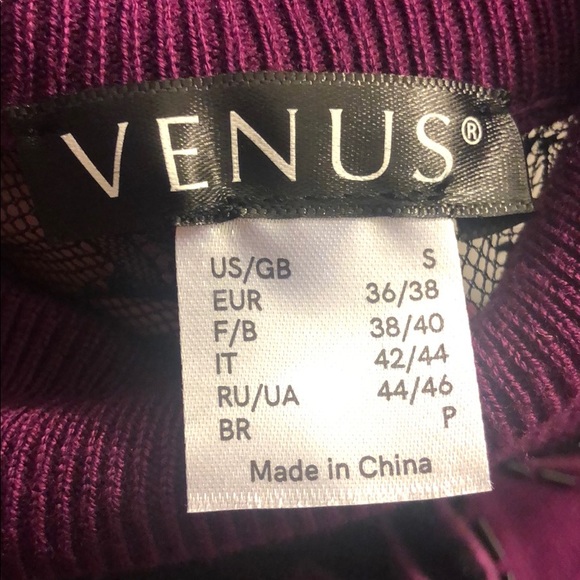 VENUS®
US/GB S
EUR 36/38
F/B 38/40
IT 42/44
RU/UA 44/46
BR P
Made in China